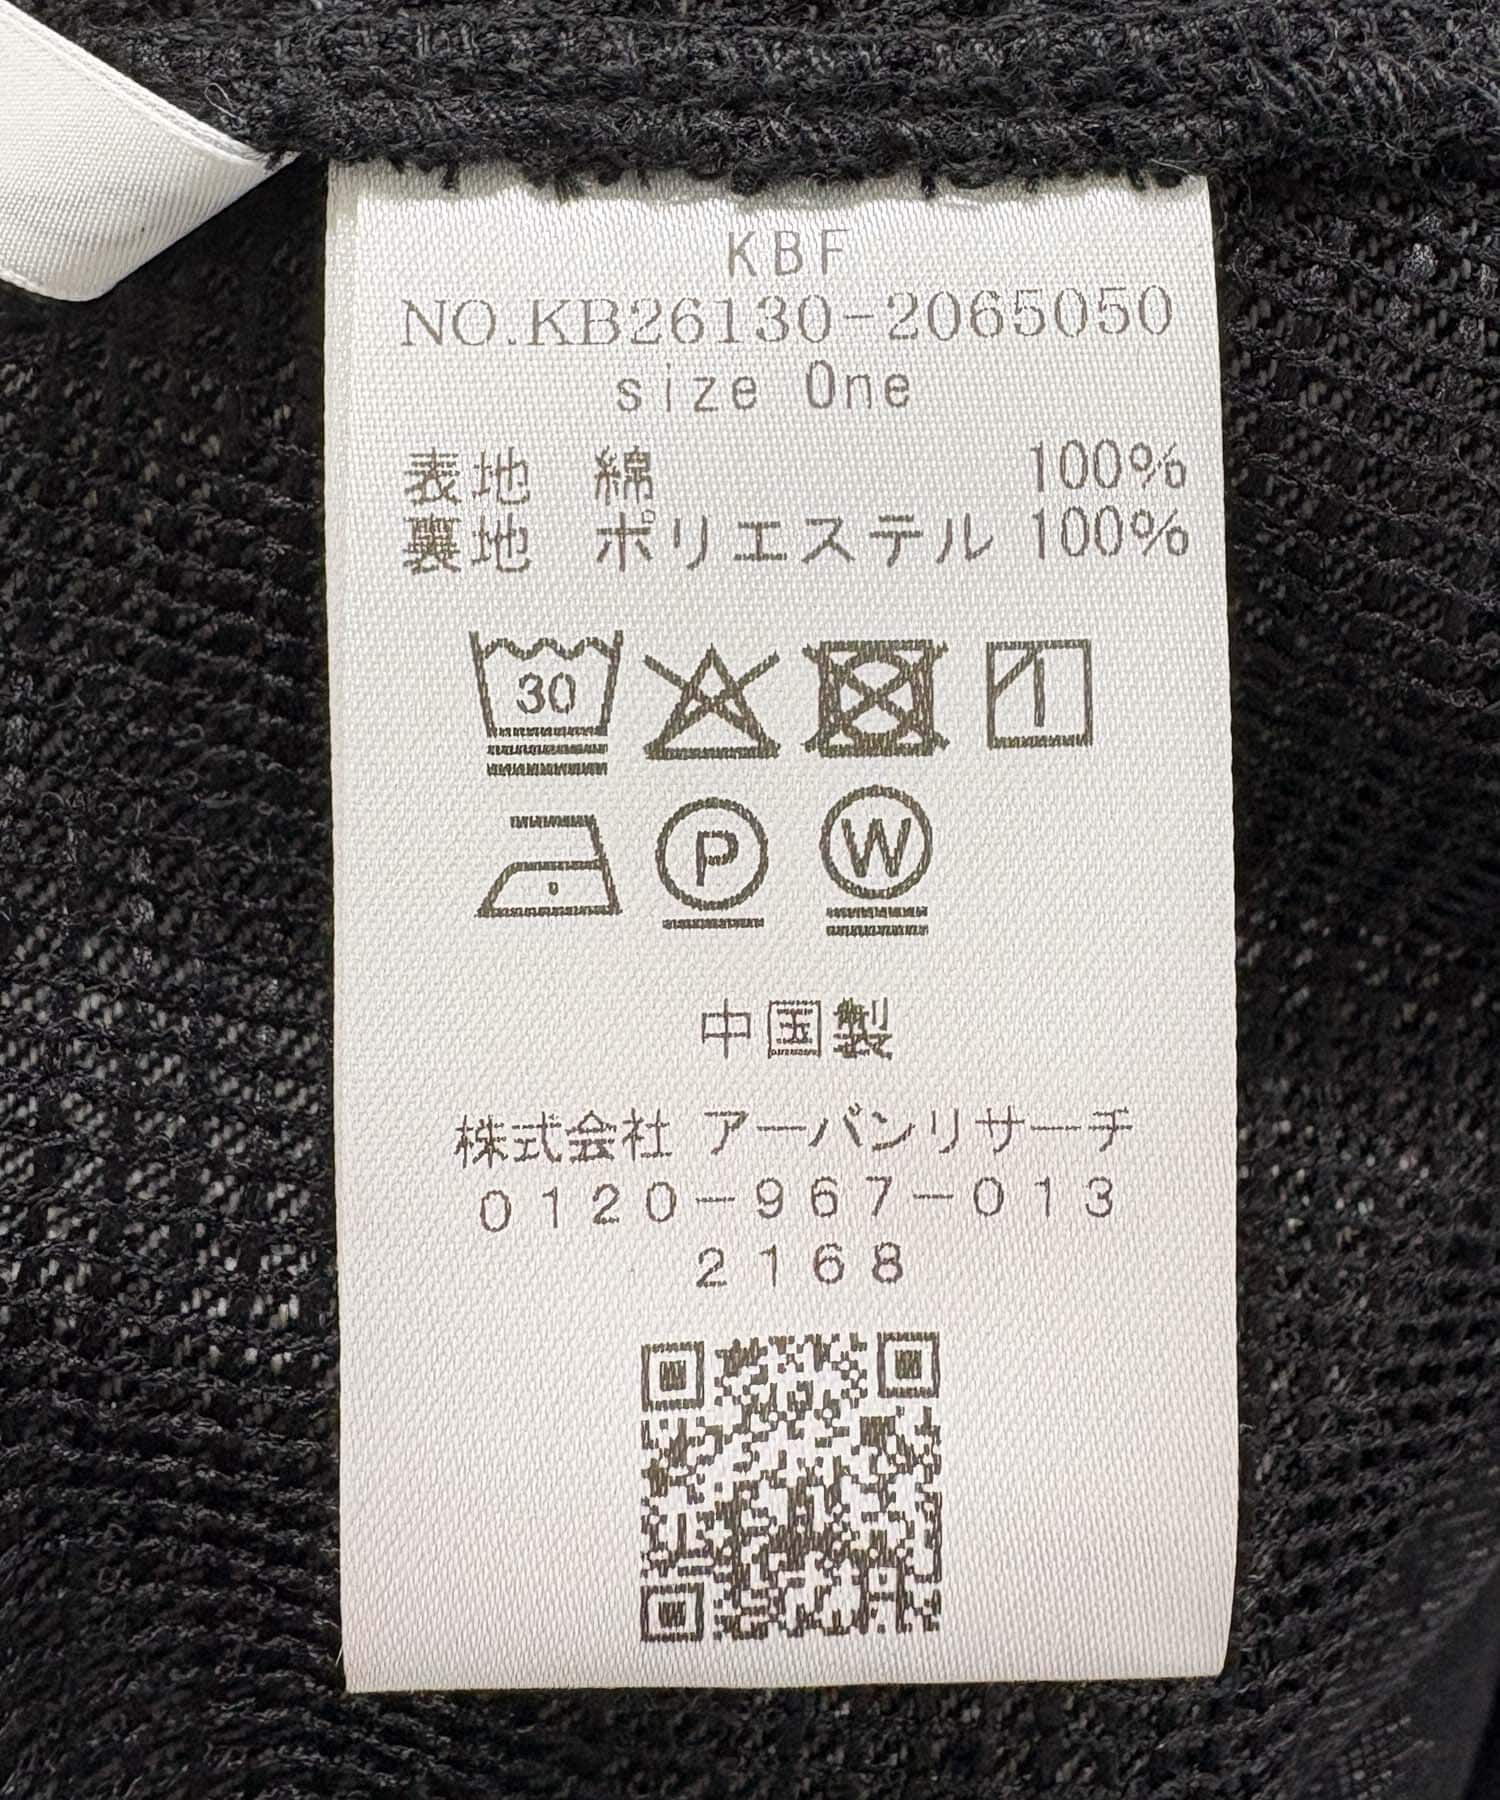 KBF
NO.KB26130-2065050
size One
表地 綿 100%
裏地 ポリエステル 100%
30
P W
中国製
株式会社 アーバンリサーチ
0120-967-013
2168